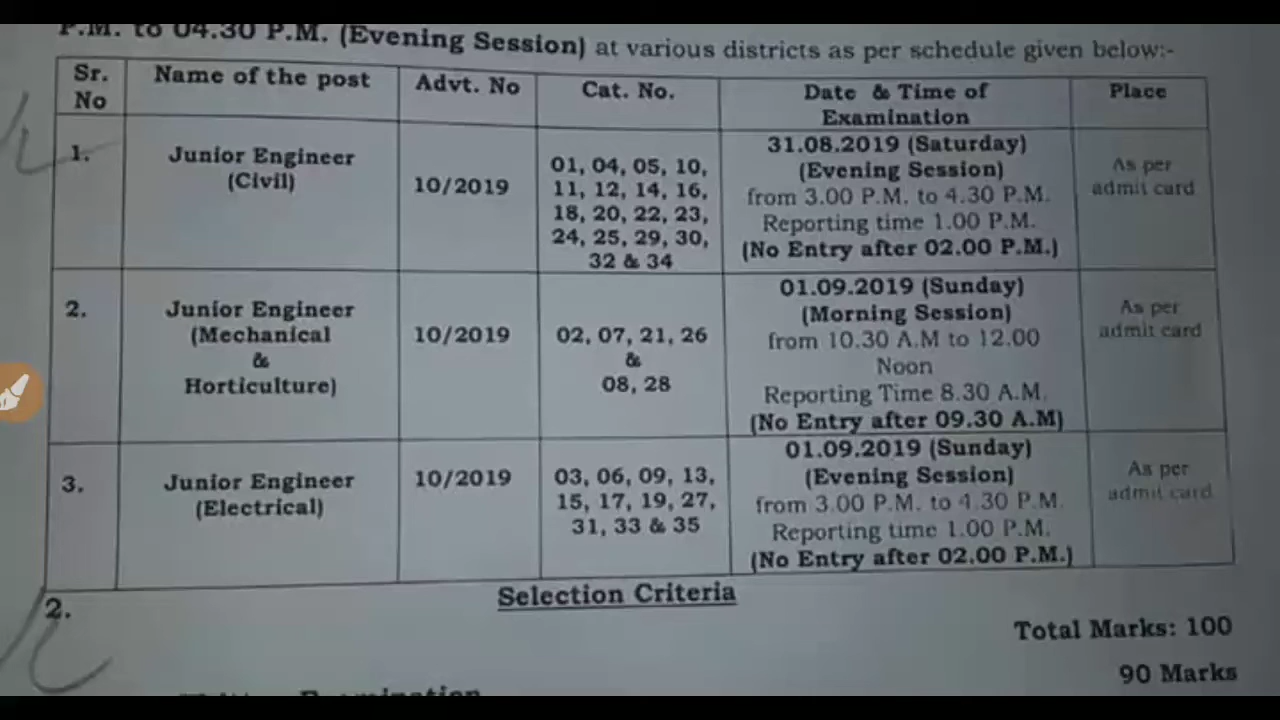 P.M. to 04.30 P.M. (Evening Session) at various districts as per schedule given below:-
Sr. No
Name of the post
Advt. No
Cat. No.
Date & Time of
Examination
Place
1.
Junior Engineer
(Civil)
10/2019
01, 04, 05, 10,
11, 12, 14, 16,
18, 20, 22, 23,
24, 25, 29, 30,
32 & 34
31.08.2019 (Saturday)
(Evening Session)
from 3.00 P.M. to 4.30 P.M.
Reporting time 1.00 P.M.
(No Entry after 02.00 P.M.)
As per
admit card
2.
Junior Engineer
(Mechanical
&
Horticulture)
10/2019
02, 07, 21, 26
&
08, 28
01.09.2019 (Sunday)
(Morning Session)
from 10.30 A.M to 12.00
Noon
Reporting Time 8.30 A.M.
(No Entry after 09.30 A.M)
As per
admit card
3.
Junior Engineer
(Electrical)
10/2019
03, 06, 09, 13,
15, 17, 19, 27,
31, 33 & 35
01.09.2019 (Sunday)
(Evening Session)
from 3.00 P.M. to 4.30 P.M.
Reporting time 1.00 P.M.
(No Entry after 02.00 P.M.)
As per
admit card
2.
Selection Criteria
Total Marks: 100
90 Marks
Examination